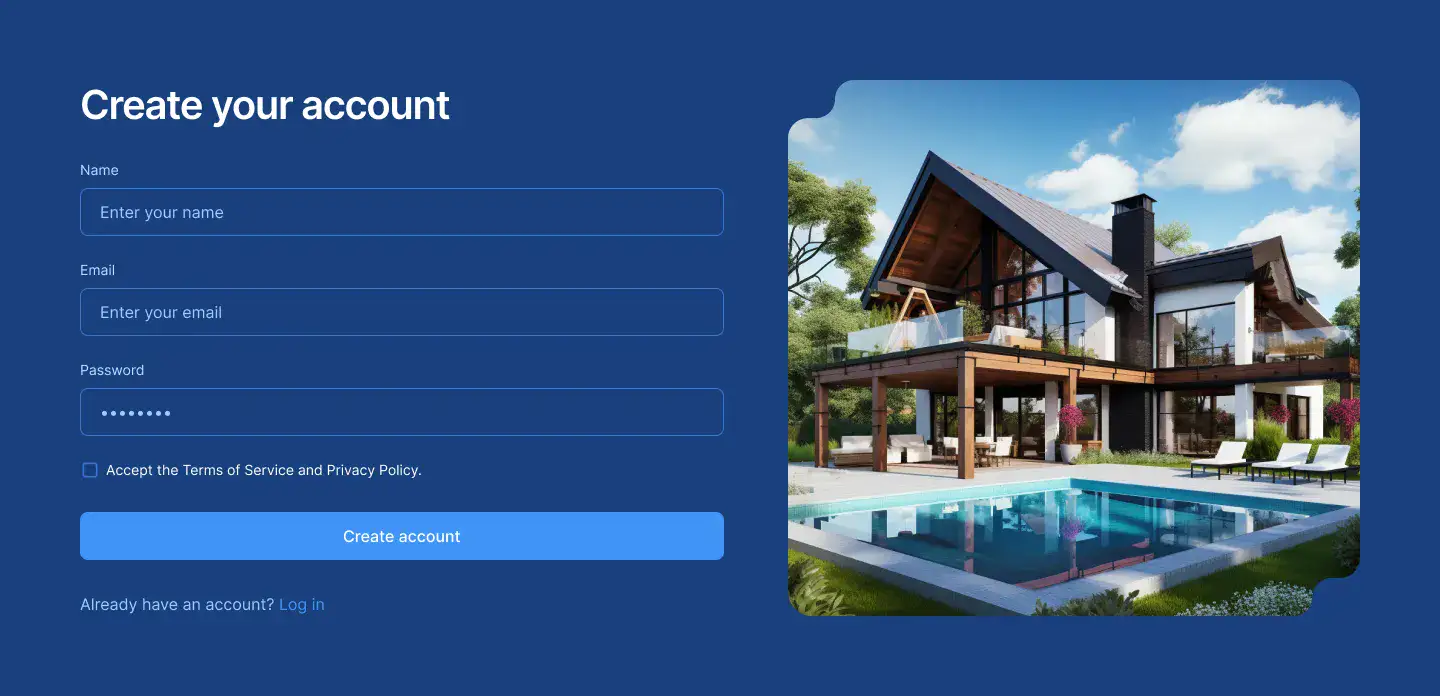 Create your account
Name
Enter your name
Email
Enter your email
Password
••••••••
Accept the Terms of Service and Privacy Policy.
Create account
Already have an account? Log in